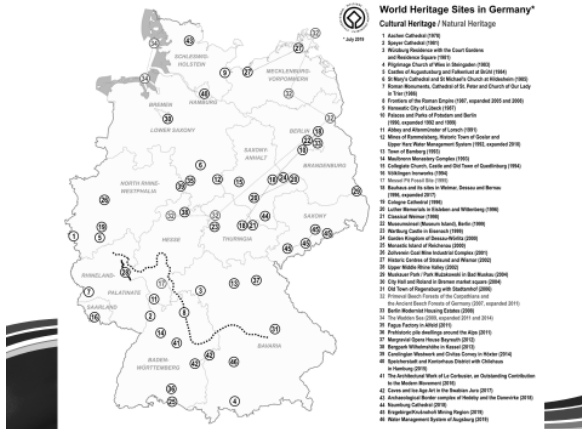 World Heritage Sites in Germany*
Cultural Heritage / Natural Heritage
* July 2019
1 Aachen Cathedral (1978)
2 Speyer Cathedral (1981)
3 Würzburg Residence with the Court Gardens
and Residence Square (1981)
4 Pilgrimage Church of Wies in Steingaden (1983)
5 Castles of Augustusburg and Falkenlust at Brühl (1984)
6 St Mary's Cathedral and St Michael's Church at Hildesheim (1985)
7 Roman Monuments, Cathedral of St. Peter and Church of Our Lady
in Trier (1986)
8 Frontiers of the Roman Empire (1987, expanded 2005 and 2008)
9 Hanseatic City of Lübeck (1987)
10 Palaces and Parks of Potsdam and Berlin
(1990, expanded 1992 and 1999)
11 Abbey and Altenmünster of Lorsch (1991)
12 Mines of Rammelsberg, Historic Town of Goslar and
Upper Harz Water Management System (1992, expanded 2010)
13 Town of Bamberg (1993)
14 Maulbronn Monastery Complex (1993)
15 Collegiate Church, Castle and Old Town of Quedlinburg (1994)
16 Völklingen Ironworks (1994)
17 Messel Pit Fossil Site (1995)
18 Bauhaus and its sites in Weimar, Dessau and Bernau
(1996, expanded 2017)
19 Cologne Cathedral (1996)
20 Luther Memorials in Eisleben and Wittenberg (1996)
21 Classical Weimar (1998)
22 Museumsinsel (Museum Island), Berlin (1999)
23 Wartburg Castle in Eisenach (1999)
24 Garden Kingdom of Dessau-Wörlitz (2000)
25 Monastic Island of Reichenau (2000)
26 Zollverein Coal Mine Industrial Complex (2001)
27 Historic Centres of Stralsund and Wismar (2002)
28 Upper Middle Rhine Valley (2002)
29 Muskauer Park / Park Mużakowski in Bad Muskau (2004)
30 City Hall and Roland in Bremen market square (2004)
31 Old Town of Regensburg with Stadtamhof (2006)
32 Primeval Beech Forests of the Carpathians and
the Ancient Beech Forests of Germany (2007, expanded 2011)
33 Berlin Modernist Housing Estates (2008)
34 The Wadden Sea (2009, expanded 2011 and 2014)
35 Fagus Factory in Alfeld (2011)
36 Prehistoric pile dwellings around the Alps (2011)
37 Margravial Opera House Bayreuth (2012)
38 Bergpark Wilhelmshöhe in Kassel (2013)
39 Carolingian Westwork and Civitas Corvey in Höxter (2014)
40 Speicherstadt and Kontorhaus District with Chilehaus
in Hamburg (2015)
41 The Architectural Work of Le Corbusier, an Outstanding Contribution
to the Modern Movement (2016)
42 Caves and Ice Age Art in the Swabian Jura (2017)
43 Archaeological Border complex of Hedeby and the Danevirke (2018)
44 Naumburg Cathedral (2018)
45 Erzgebirge/Krušnohoří Mining Region (2019)
46 Water Management System of Augsburg (2019)
SCHLESWIG-
HOLSTEIN
MECKLENBURG-
VORPOMMERN
HAMBURG
BREMEN
LOWER SAXONY
BERLIN
SAXONY-
ANHALT
BRANDENBURG
NORTH RHINE-
WESTPHALIA
SAXONY
HESSE
THURINGIA
RHINELAND-
PALATINATE
SAARLAND
BAVARIA
BADEN-
WÜRTTEMBERG